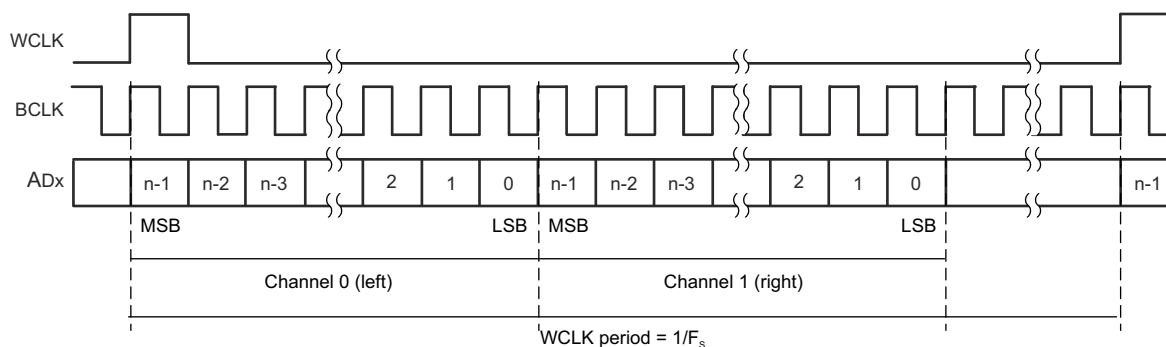 WCLK
BCLK
ADx n-1 n-2 n-3 2 1 0 n-1 n-2 n-3 2 1 0 n-1
MSB LSB MSB LSB
Channel 0 (left) Channel 1 (right)
WCLK period = 1/Fs